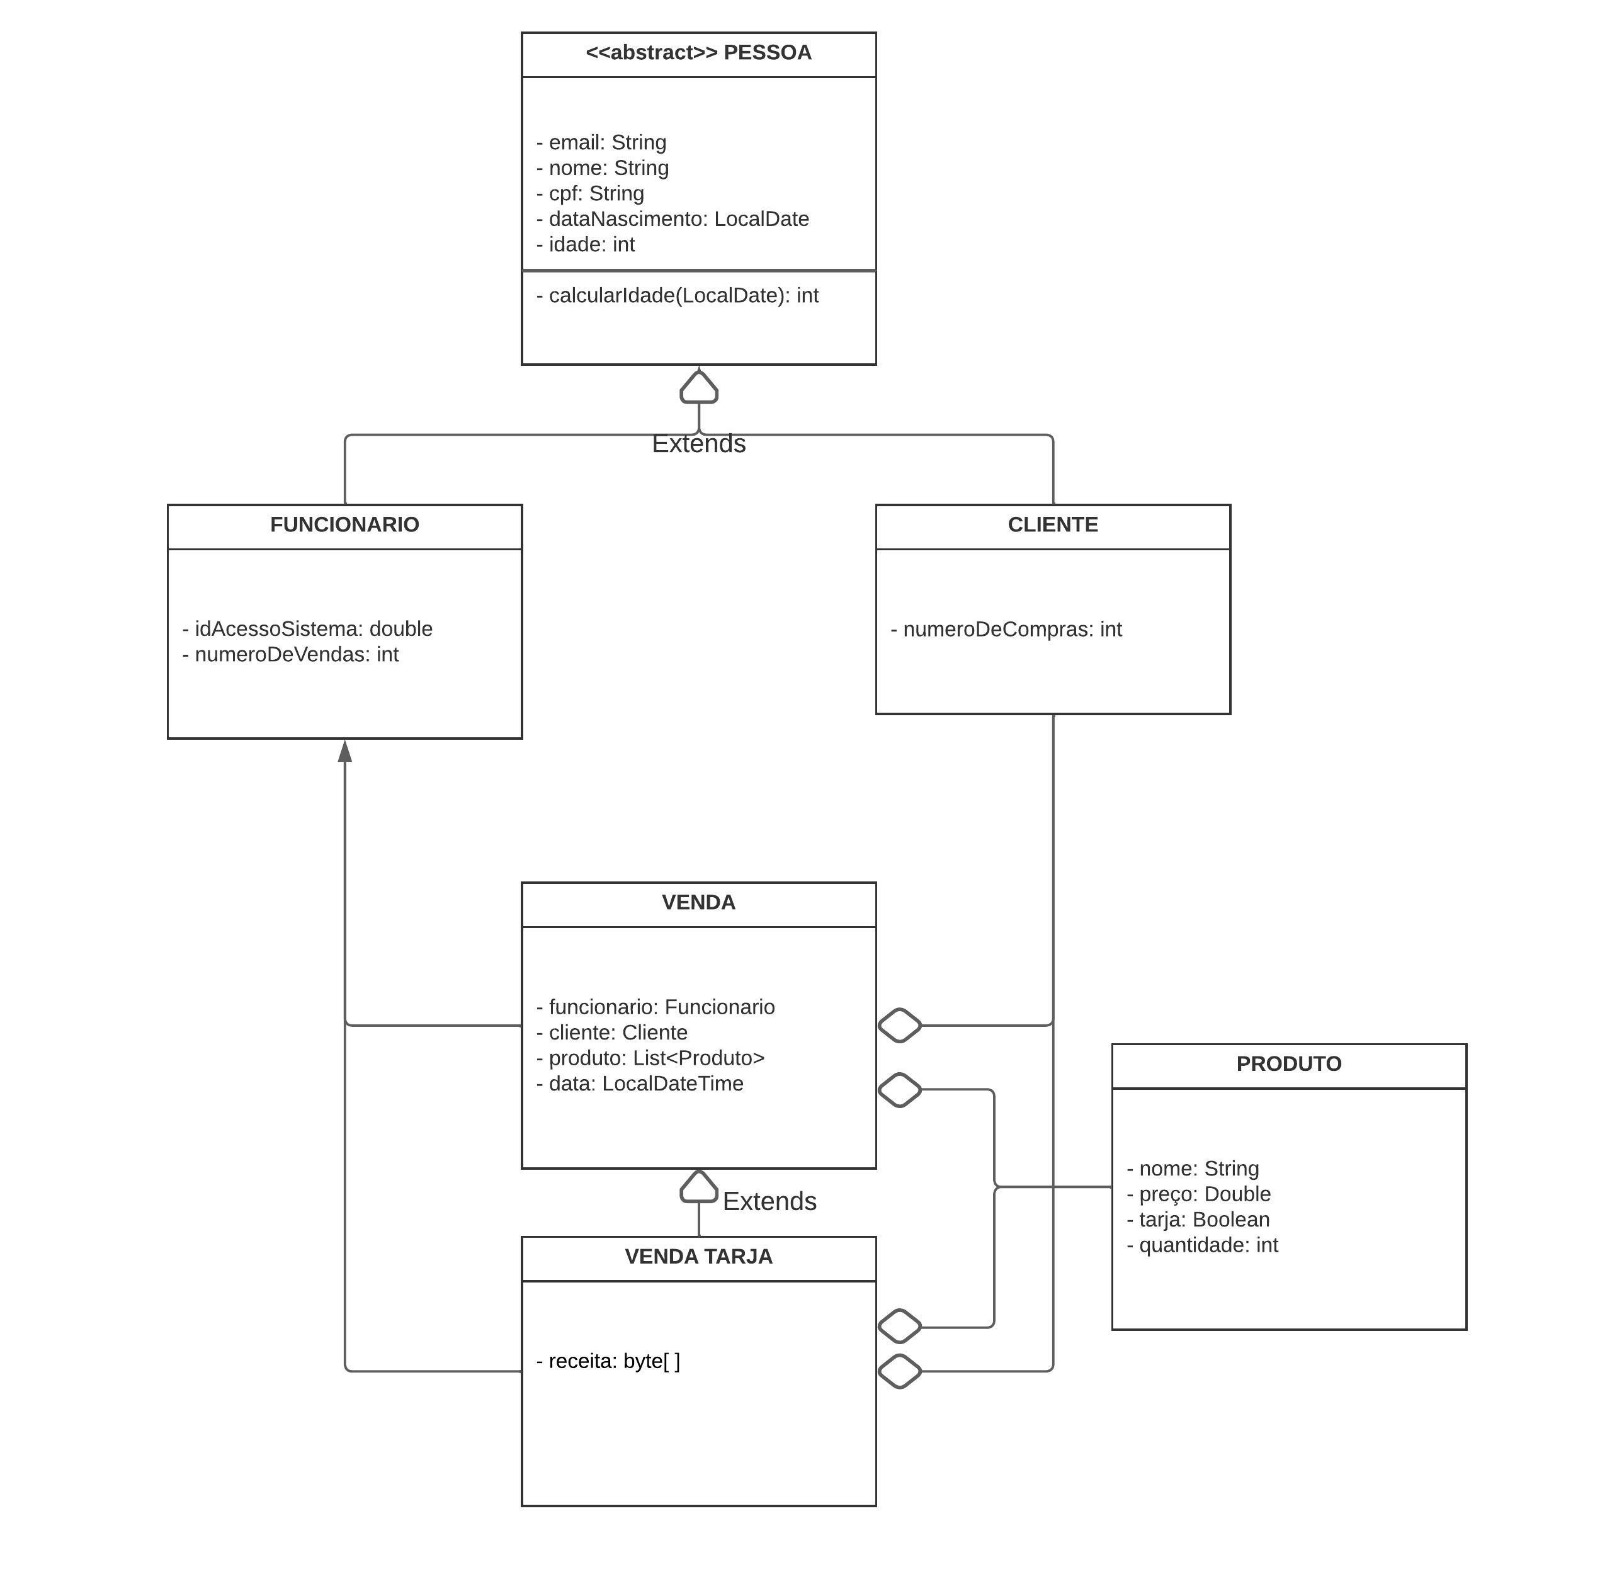 <<abstract>> PESSOA
- email: String
- nome: String
- cpf: String
- dataNascimento: LocalDate
- idade: int
- calcularIdade(LocalDate): int
Extends
FUNCIONARIO
- idAcessoSistema: double
- numeroDeVendas: int
CLIENTE
- numeroDeCompras: int
VENDA
- funcionario: Funcionario
- cliente: Cliente
- produto: List<Produto>
- data: LocalDateTime
Extends
PRODUTO
- nome: String
- preço: Double
- tarja: Boolean
- quantidade: int
VENDA TARJA
- receita: byte[ ]